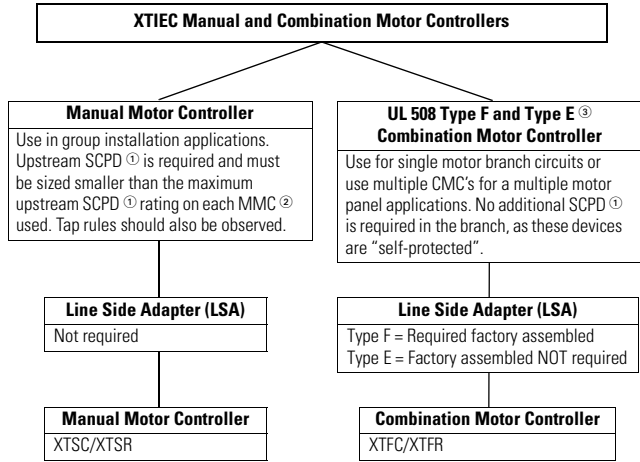 XTIEC Manual and Combination Motor Controllers
Manual Motor Controller
Use in group installation applications.
Upstream SCPD ① is required and must
be sized smaller than the maximum
upstream SCPD ① rating on each MMC ②
used. Tap rules should also be observed.
Line Side Adapter (LSA)
Not required
Manual Motor Controller
XTSC/XTSR
UL 508 Type F and Type E ③
Combination Motor Controller
Use for single motor branch circuits or
use multiple CMC's for a multiple motor
panel applications. No additional SCPD ①
is required in the branch, as these devices
are “self-protected”.
Line Side Adapter (LSA)
Type F = Required factory assembled
Type E = Factory assembled NOT required
Combination Motor Controller
XTFC/XTFR